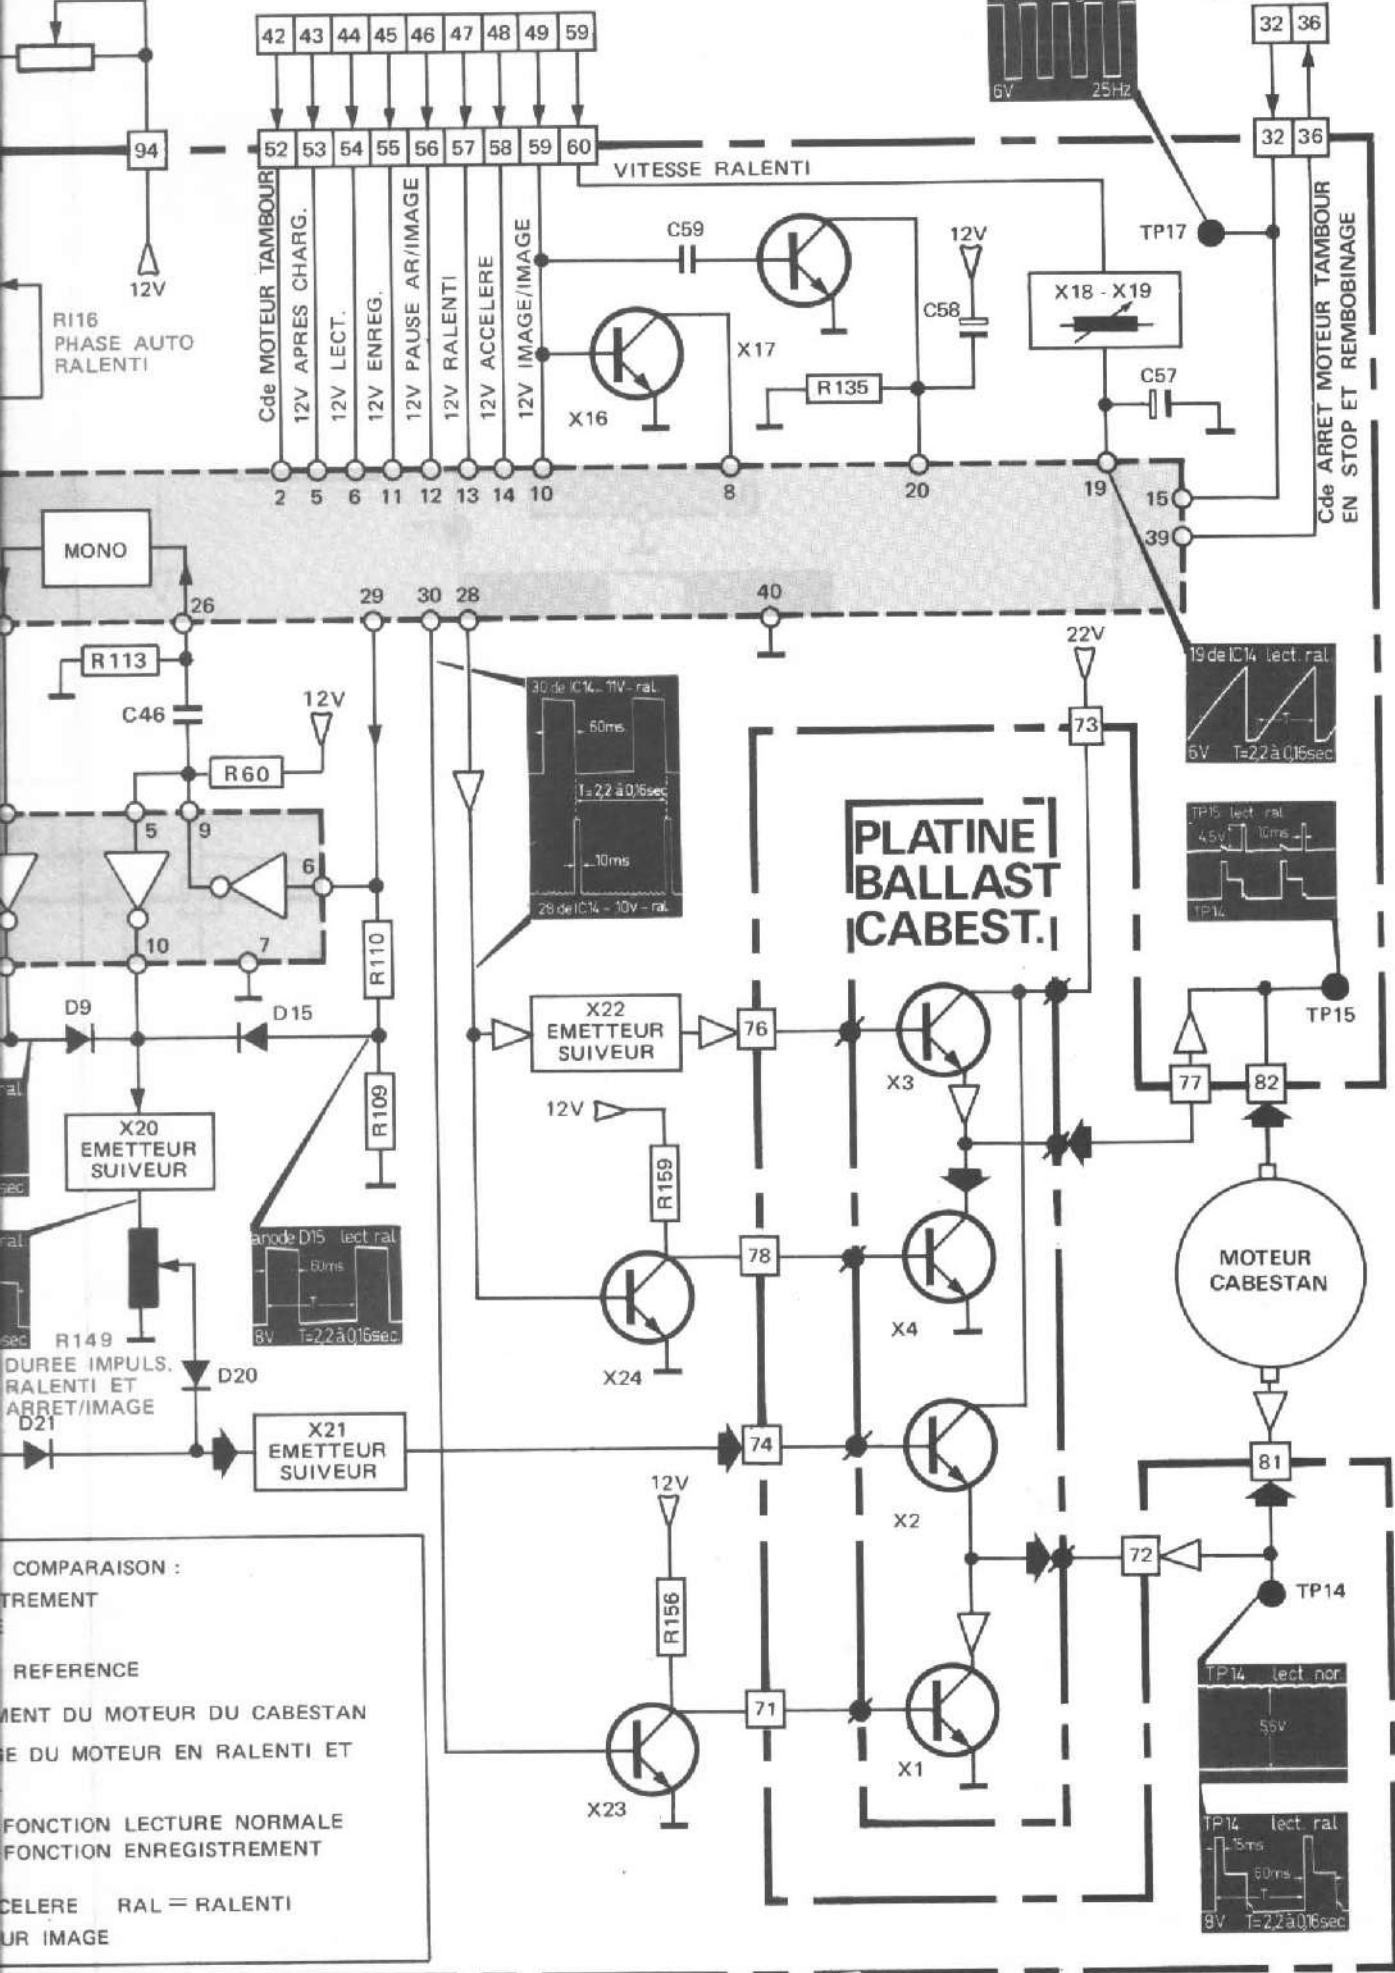 42 43 44 45 46 47 48 49 59
32 36
6V 25Hz
94
52 53 54 55 56 57 58 59 60
32 36
VITESSE RALENTI
Cde MOTEUR TAMBOUR
12V APRES CHARG.
12V LECT.
12V ENREG.
12V PAUSE AR/IMAGE
12V RALENTI
12V ACCELERE
12V IMAGE/IMAGE
C59
12V
TP17
Cde ARRET MOTEUR TAMBOUR
EN STOP ET REMBOBINAGE
12V
RI16
PHASE AUTO
RALENTI
X18 - X19
C58
X17
R135
C57
X16
2 5 6 11 12 13 14 10 8 20 19
15
39
MONO
26 29 30 28 40
R113
22V
19 de IC14 lect. ral.
6V T=2,2 à 0,16sec
C46
12V
30 de IC14 - 11V - ral.
60ms
T=2,2 à 0,16sec
10ms
28 de IC14 - 10V - ral.
73
R60
5 9
6
10 7
R110
PLATINE
BALLAST
CABEST.
TP15 lect ral
4,5V 10ms
TP14
D9 D15
X22
EMETTEUR
SUIVEUR
76
X3
TP15
77 82
ral
sec
X20
EMETTEUR
SUIVEUR
R109
12V
R159
anode D15 lect ral
60ms
T
8V T=2,2 à 0,16sec
78
X4
MOTEUR
CABESTAN
ral
sec
R149
DUREE IMPULS.
RALENTI ET
ARRET/IMAGE
D20
X24
D21
X21
EMETTEUR
SUIVEUR
74
X2
81
12V
R156
72
TP14
COMPARAISON :
TREMENT
E
REFERENCE
MENT DU MOTEUR DU CABESTAN
GE DU MOTEUR EN RALENTI ET
FONCTION LECTURE NORMALE
FONCTION ENREGISTREMENT
CELERE RAL = RALENTI
UR IMAGE
71
X23
X1
TP14 lect nor.
5,5V
TP14 lect. ral
15ms
60ms
T
8V T=2,2 à 0,16sec